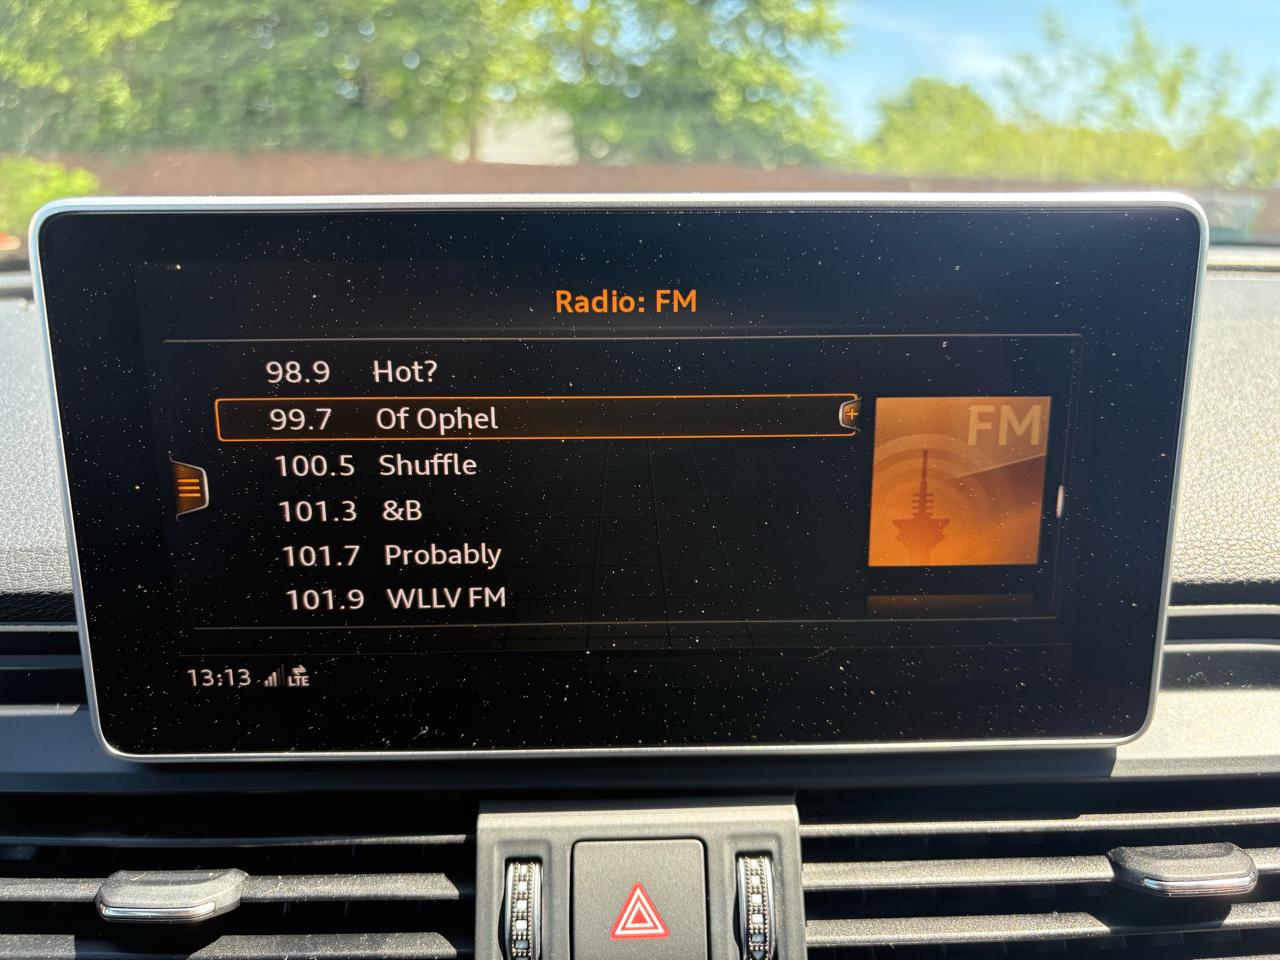 Radio: FM
98.9 Hot?
99.7 Of Ophel
100.5 Shuffle
101.3 &B
101.7 Probably
101.9 WLLV FM
FM
13:13 LTE